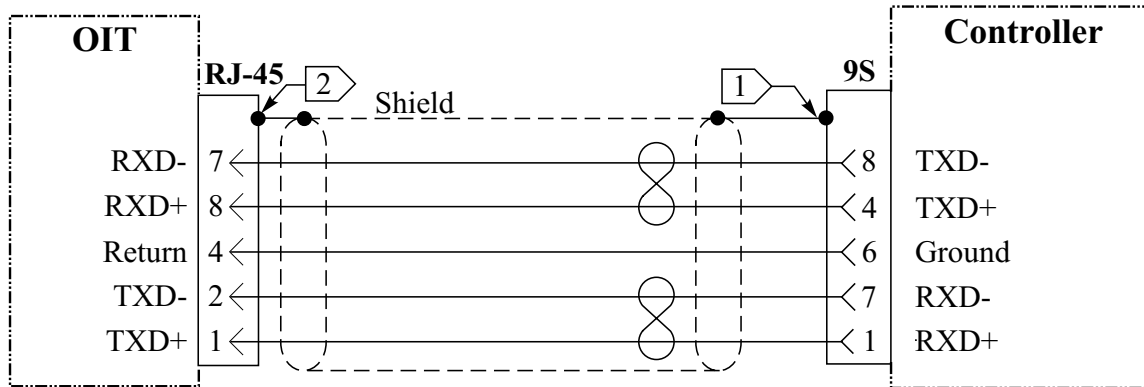 OIT
Controller
RJ-45
2
1
9S
Shield
RXD- 7 8 TXD-
RXD+ 8 4 TXD+
Return 4 6 Ground
TXD- 2 7 RXD-
TXD+ 1 1 RXD+